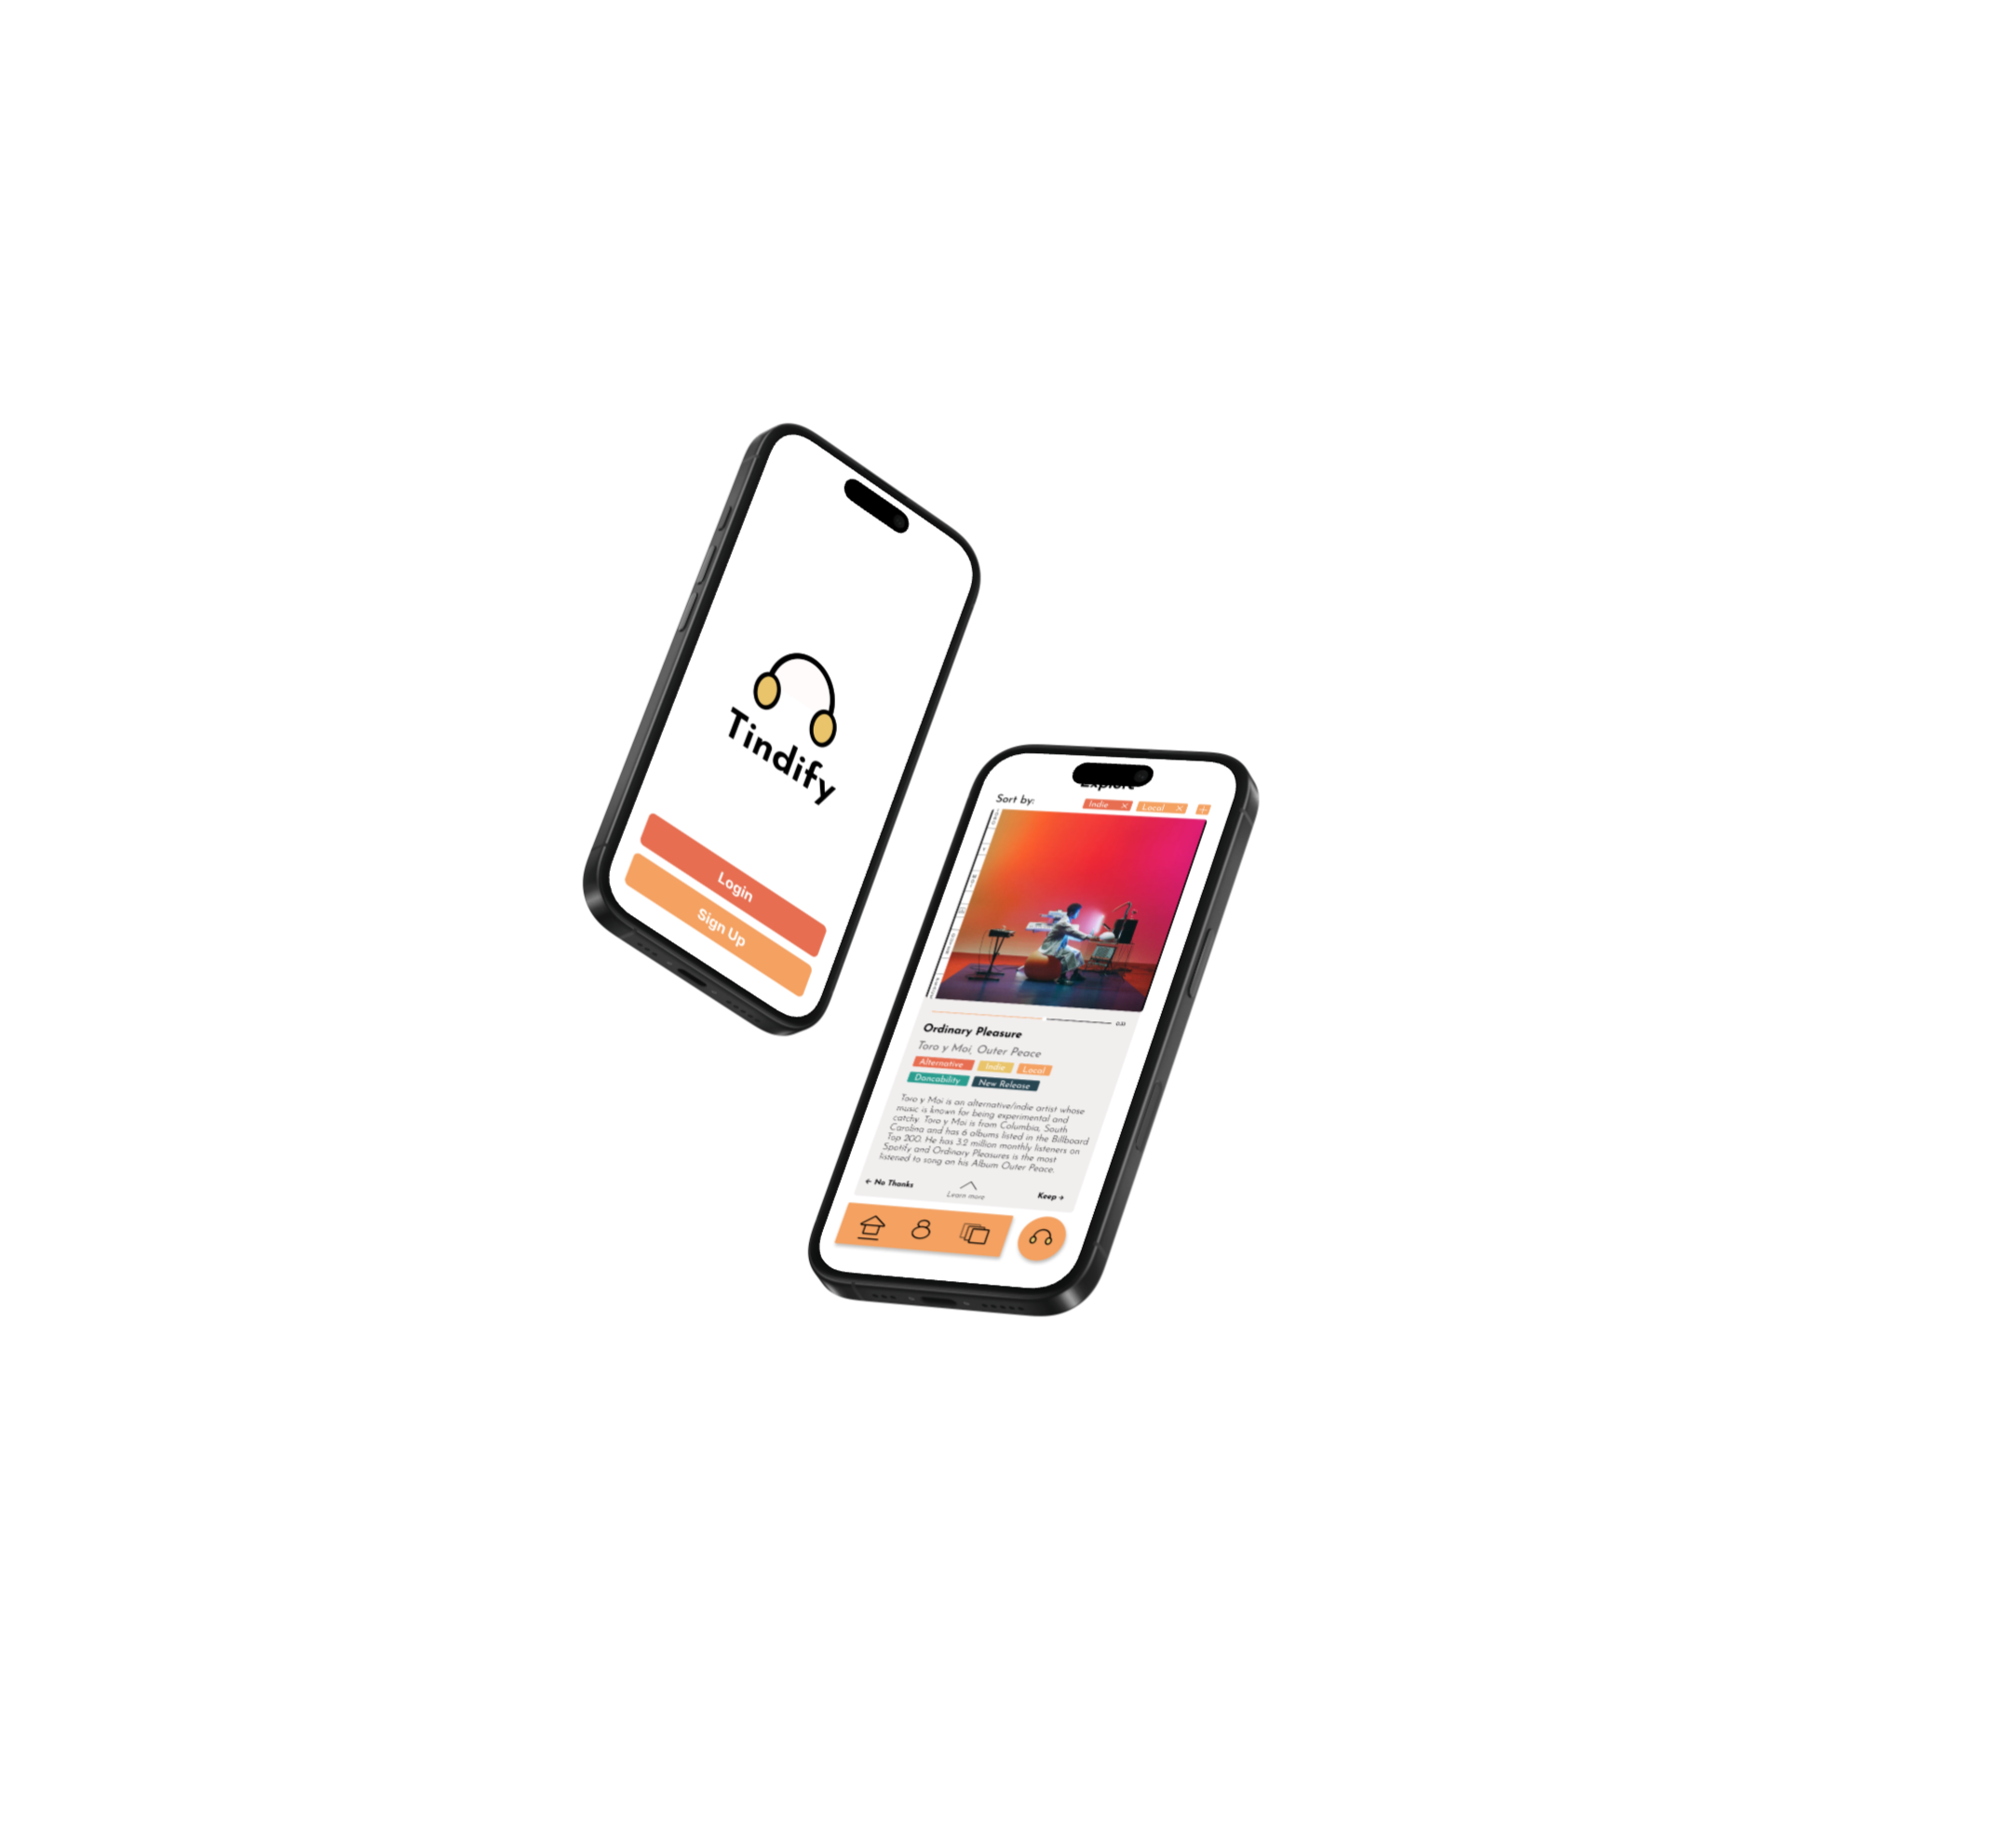 Tindify
Login
Sign Up
Explore
Sort by:
Indie ×
Local ×
+
Ordinary Pleasure
Toro y Moi, Outer Peace
Alternative
Indie
Local
Dancability
New Release
Toro y Moi is an alternative/indie artist whose
music is known for being experimental and
catchy. Toro y Moi is from Columbia, South
Carolina and has 6 albums listed in the Billboard
Top 200. He has 3.2 million monthly listeners on
Spotify and Ordinary Pleasures is the most
listened to song on his Album Outer Peace.
← No Thanks
Learn more
Keep →